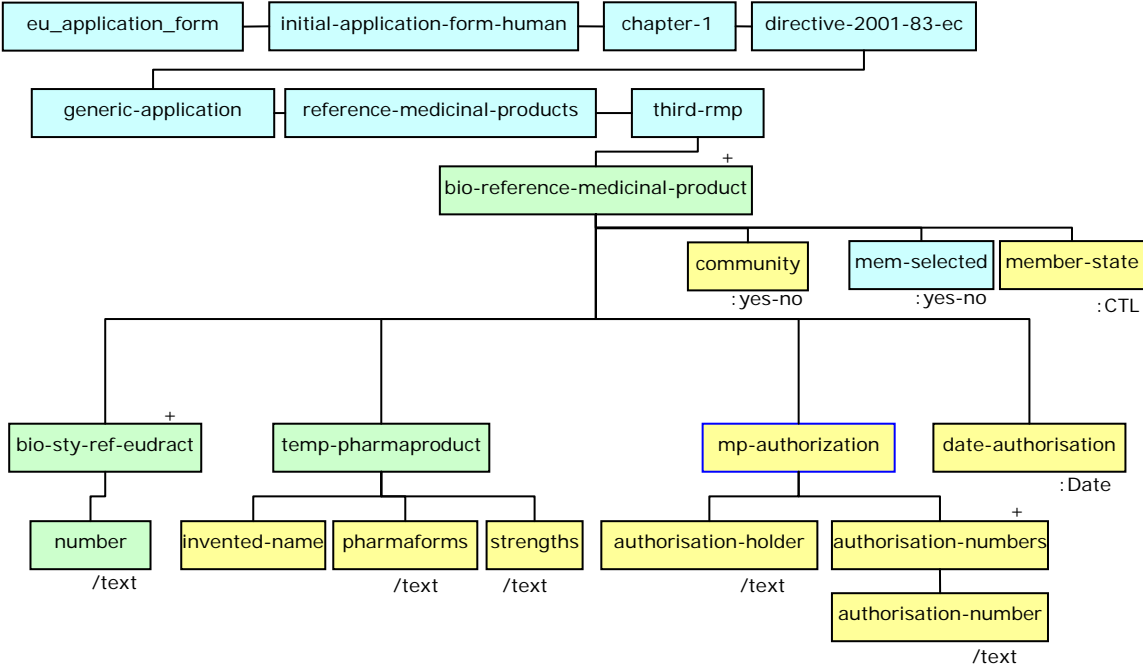 eu_application_form
initial-application-form-human
chapter-1
directive-2001-83-ec
generic-application
reference-medicinal-products
third-rmp
+
bio-reference-medicinal-product
community
mem-selected
member-state
:yes-no
:yes-no
:CTL
+
bio-sty-ref-eudract
temp-pharmaproduct
mp-authorization
date-authorisation
:Date
+
number
invented-name
pharmaforms
strengths
authorisation-holder
authorisation-numbers
/text
/text
/text
/text
authorisation-number
/text